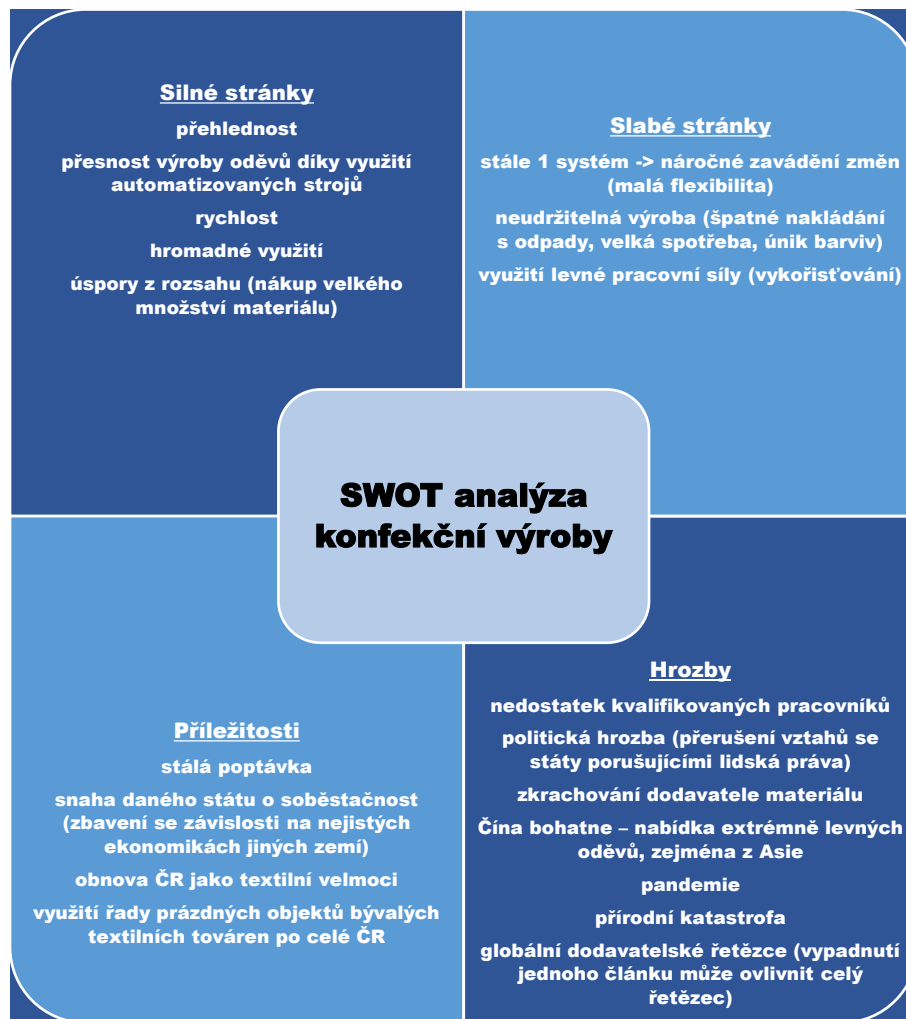 Silné stránky
přehlednost
přesnost výroby oděvů díky využití
automatizovaných strojů
rychlost
hromadné využití
úspory z rozsahu (nákup velkého
množství materiálu)
Slabé stránky
stále 1 systém -> náročné zavádění změn
(malá flexibilita)
neudržitelná výroba (špatné nakládání
s odpady, velká spotřeba, únik barviv)
využití levné pracovní síly (vykořisťování)
SWOT analýza
konfekční výroby
Příležitosti
stálá poptávka
snaha daného státu o soběstačnost
(zbavení se závislosti na nejistých
ekonomikách jiných zemí)
obnova ČR jako textilní velmoci
využití řady prázdných objektů bývalých
textilních továren po celé ČR
Hrozby
nedostatek kvalifikovaných pracovníků
politická hrozba (přerušení vztahů se
státy porušujícími lidská práva)
zkrachování dodavatele materiálu
Čína bohatne – nabídka extrémně levných
oděvů, zejména z Asie
pandemie
přírodní katastrofa
globální dodavatelské řetězce (vypadnutí
jednoho článku může ovlivnit celý
řetězec)